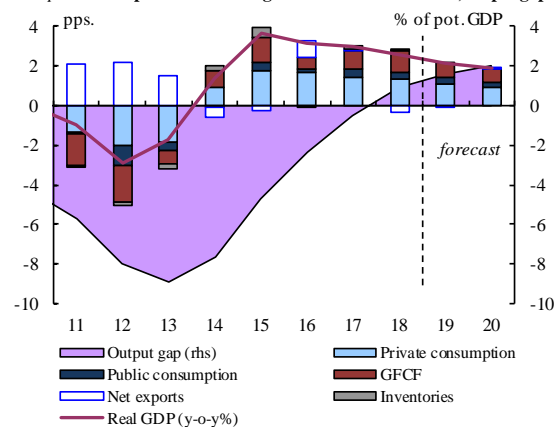 pps. % of pot. GDP
4 4
2 2
0 0
-2 -2
forecast
-4 -4
-6 -6
-8 -8
-10 -10
11 12 13 14 15 16 17 18 19 20
Output gap (rhs) Private consumption
Public consumption GFCF
Net exports Inventories
Real GDP (y-o-y%)